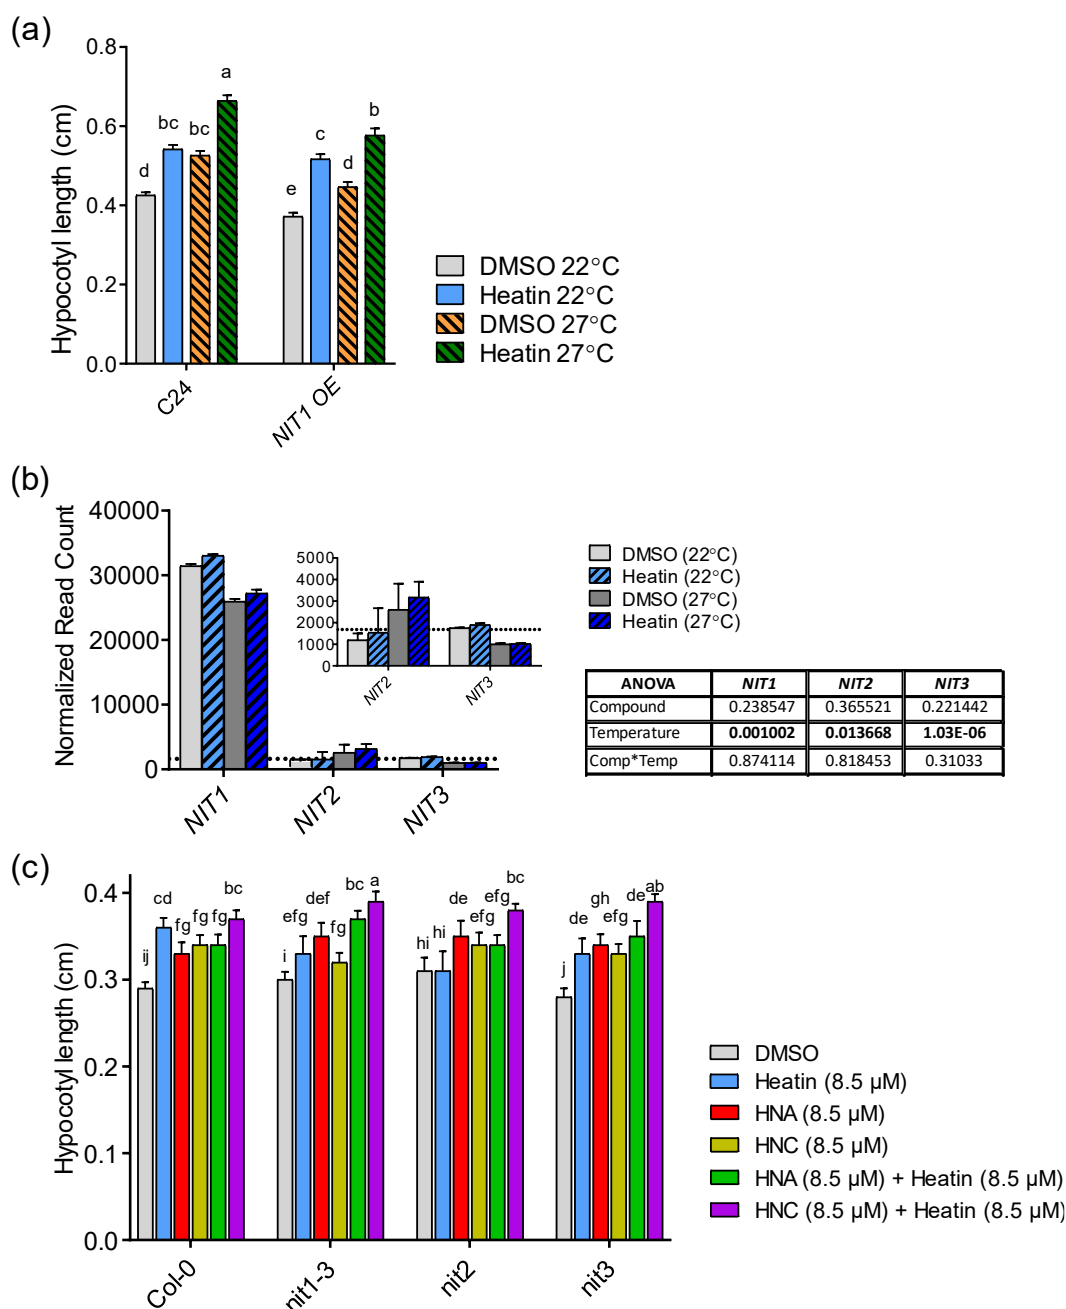 (a)
Hypocotyl length (cm)
0.8
0.6
0.4
0.2
0.0
d
bc
bc
a
e
c
d
b
C24
NIT1 OE
DMSO 22°C
Heatin 22°C
DMSO 27°C
Heatin 27°C
(b)
Normalized Read Count
40000
30000
20000
10000
0
5000
4000
3000
2000
1000
0
NIT2
NIT3
NIT1
NIT2
NIT3
DMSO (22°C)
Heatin (22°C)
DMSO (27°C)
Heatin (27°C)
ANOVA NIT1 NIT2 NIT3
Compound 0.238547 0.365521 0.221442
Temperature 0.001002 0.013668 1.03E-06
Comp*Temp 0.874114 0.818453 0.31033
(c)
Hypocotyl length (cm)
0.4
0.3
0.2
0.1
0.0
ij
cd
fg
fg
fg
bc
i
efg
def
fg
bc
a
hi
hi
de
efg
efg
bc
j
de
gh
efg
de
ab
Col-0
nit1-3
nit2
nit3
DMSO
Heatin (8.5 µM)
HNA (8.5 µM)
HNC (8.5 µM)
HNA (8.5 µM) + Heatin (8.5 µM)
HNC (8.5 µM) + Heatin (8.5 µM)